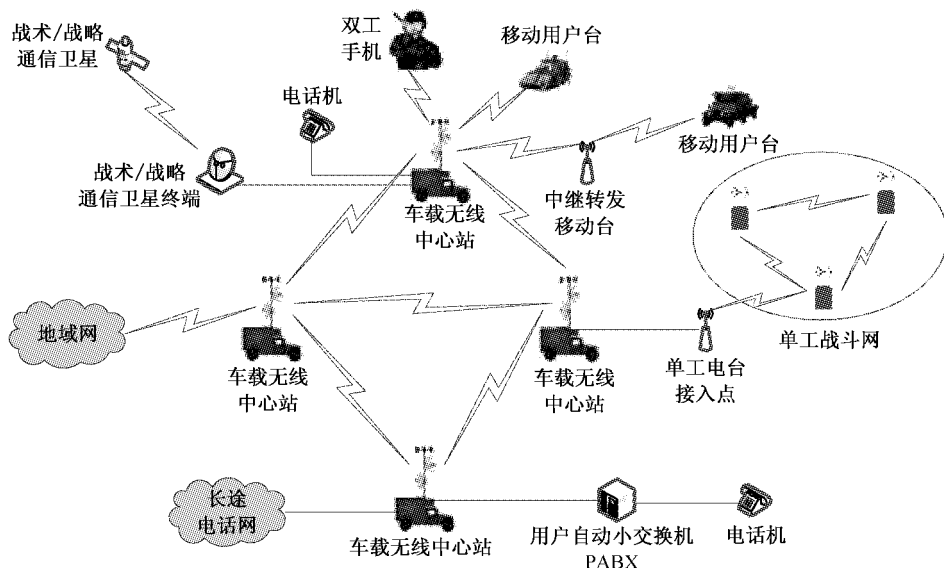 战术/战略
通信卫星
双工
手机
移动用户台
电话机
移动用户台
战术/战略
通信卫星终端
车载无线
中心站
中继转发
移动台
地域网
车载无线
中心站
车载无线
中心站
单工电台
接入点
单工战斗网
长途
电话网
车载无线中心站
用户自动小交换机
PABX
电话机